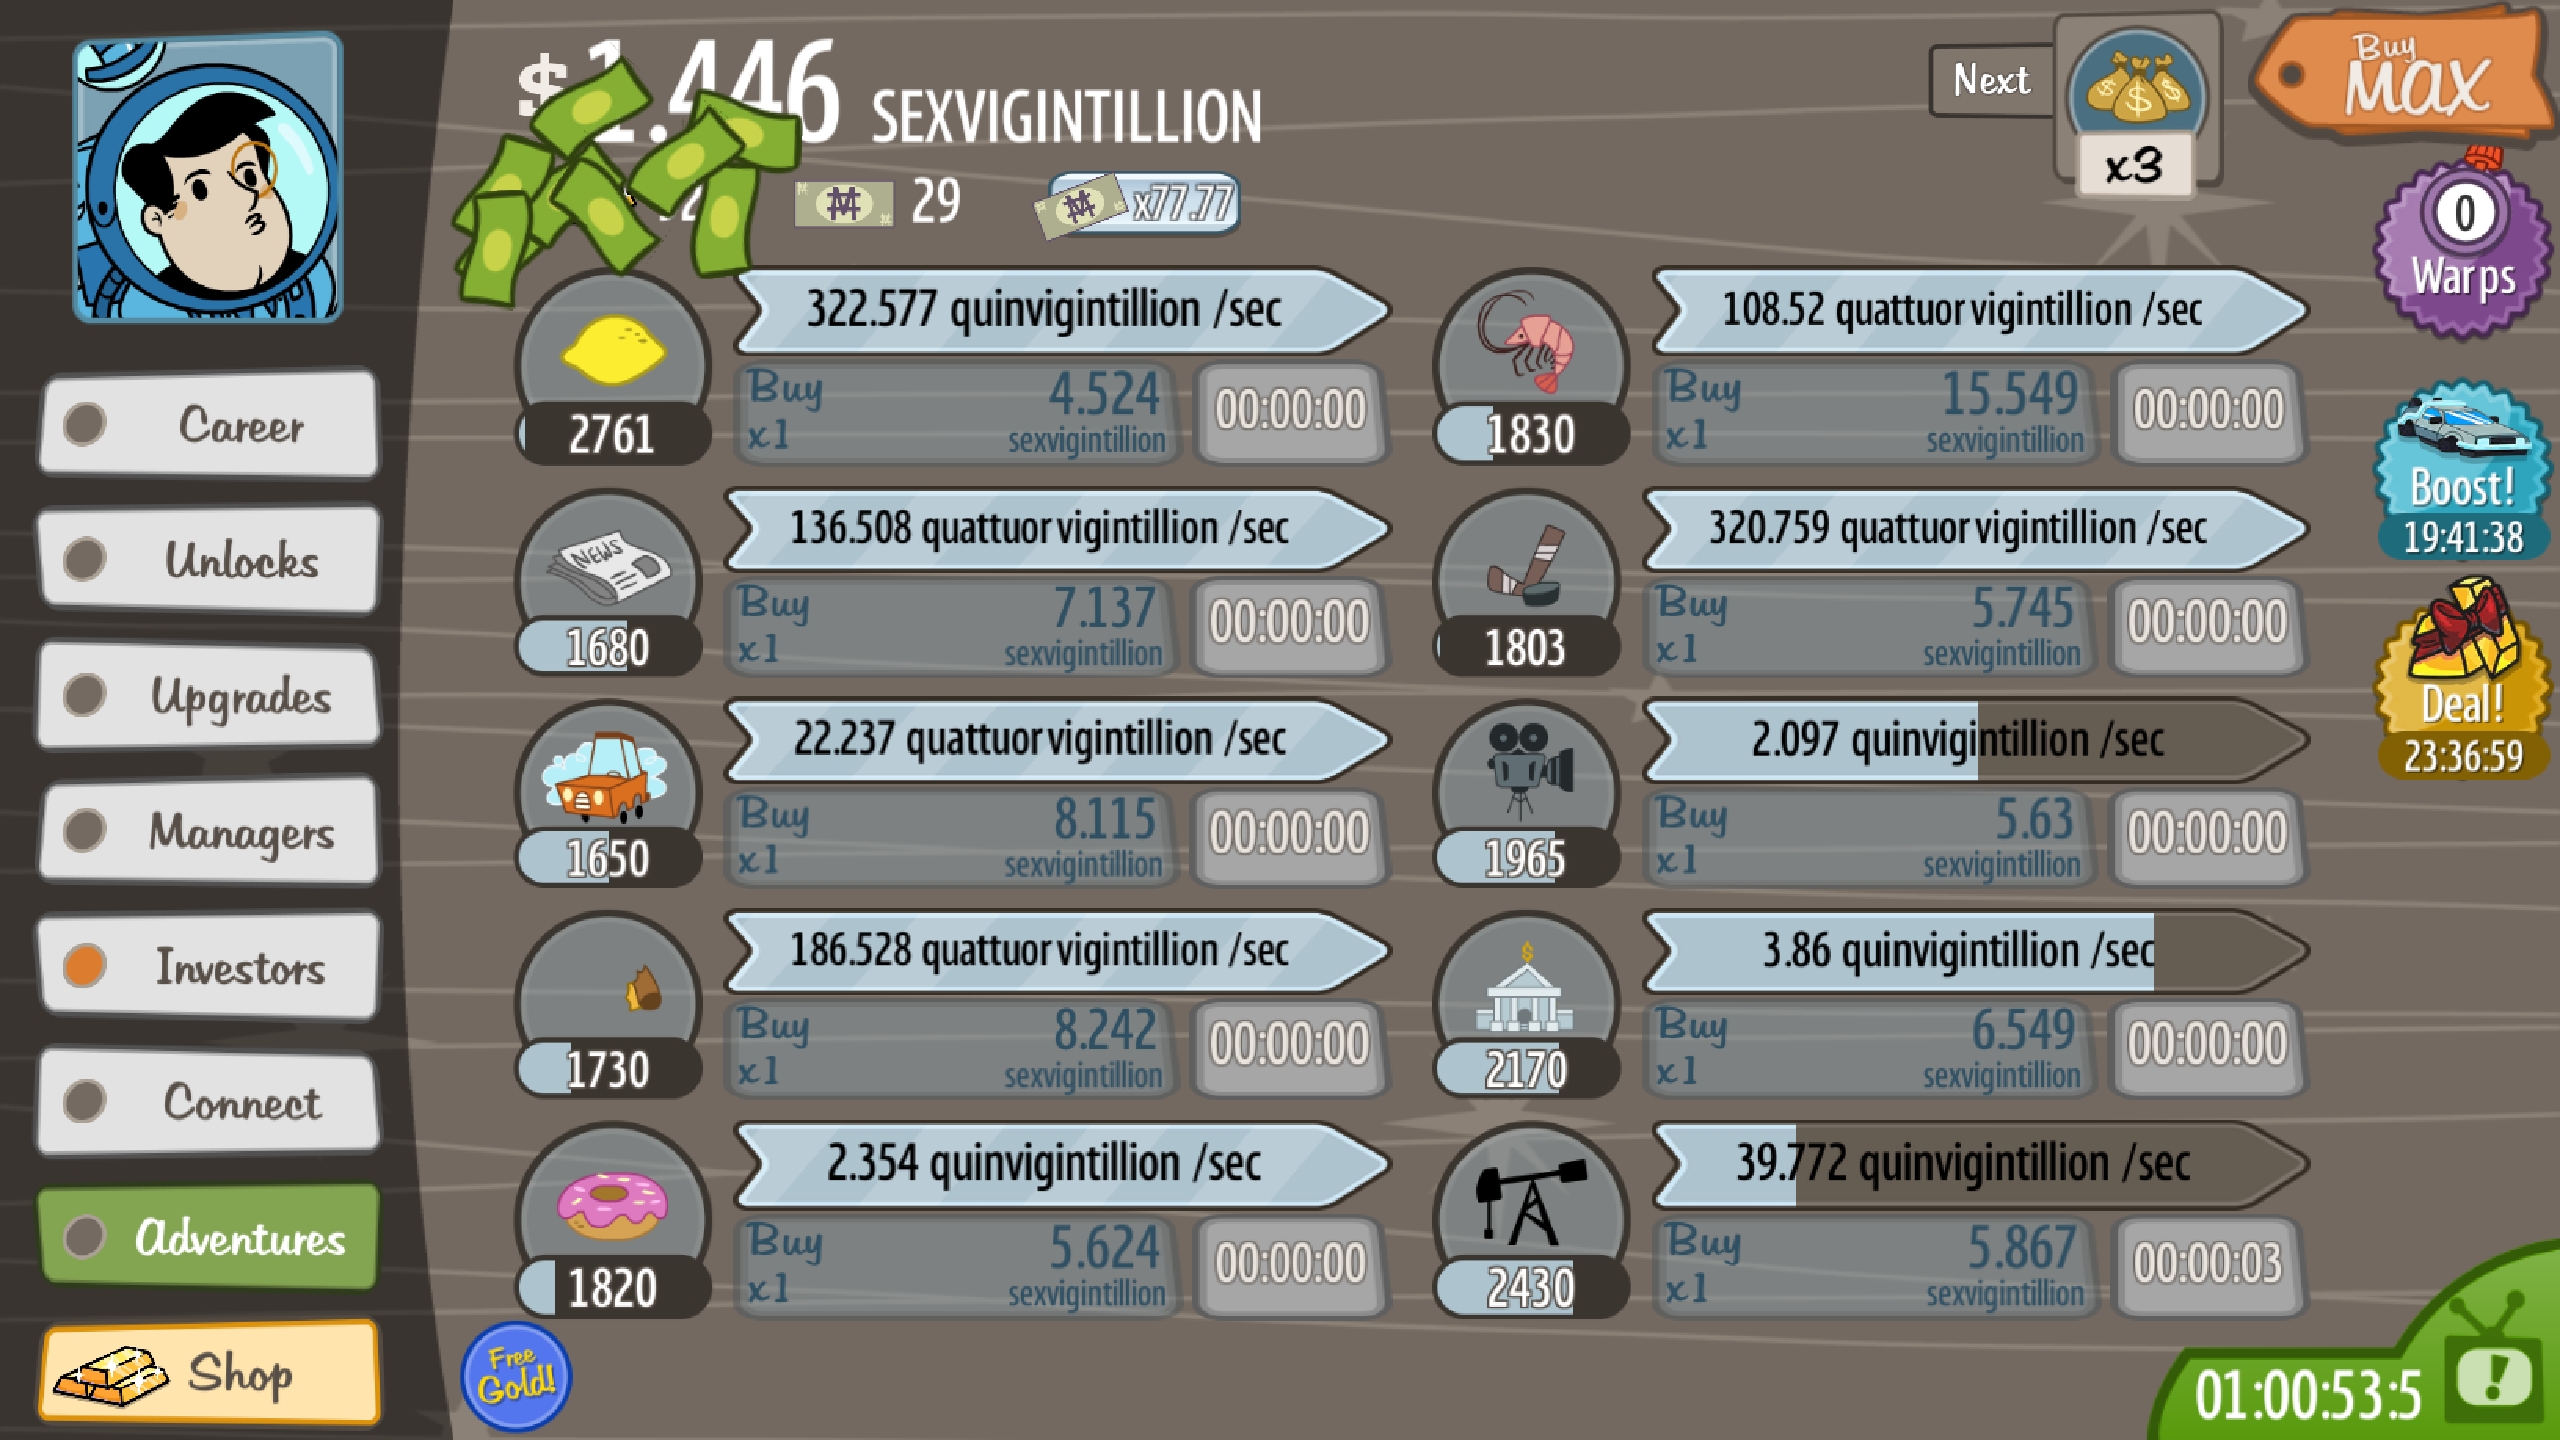 $1.446 SEXVIGINTILLION
29
x77.77
Next
x3
Buy
MAX
0
Warps
Boost!
19:41:38
Deal!
23:36:59
Career
Unlocks
Upgrades
Managers
Investors
Connect
Adventures
Shop
Free
Gold!
322.577 quinvigintillion /sec
2761
Buy
x1
4.524
sexvigintillion
00:00:00
NEWS
136.508 quattuorvigintillion /sec
1680
Buy
x1
7.137
sexvigintillion
00:00:00
22.237 quattuorvigintillion /sec
1650
Buy
x1
8.115
sexvigintillion
00:00:00
186.528 quattuorvigintillion /sec
1730
Buy
x1
8.242
sexvigintillion
00:00:00
2.354 quinvigintillion /sec
1820
Buy
x1
5.624
sexvigintillion
00:00:00
108.52 quattuorvigintillion /sec
1830
Buy
x1
15.549
sexvigintillion
00:00:00
320.759 quattuorvigintillion /sec
1803
Buy
x1
5.745
sexvigintillion
00:00:00
2.097 quinvigintillion /sec
1965
Buy
x1
5.63
sexvigintillion
00:00:00
3.86 quinvigintillion /sec
2170
Buy
x1
6.549
sexvigintillion
00:00:00
39.772 quinvigintillion /sec
2430
Buy
x1
5.867
sexvigintillion
00:00:03
01:00:53:5
!